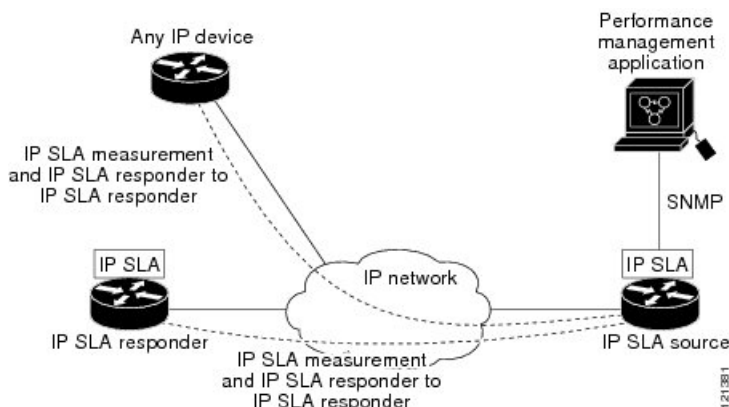 Any IP device
Performance
management
application
IP SLA measurement
and IP SLA responder to
IP SLA responder
SNMP
IP SLA
IP network
IP SLA
IP SLA responder
IP SLA source
IP SLA measurement
and IP SLA responder to
IP SLA responder
121381